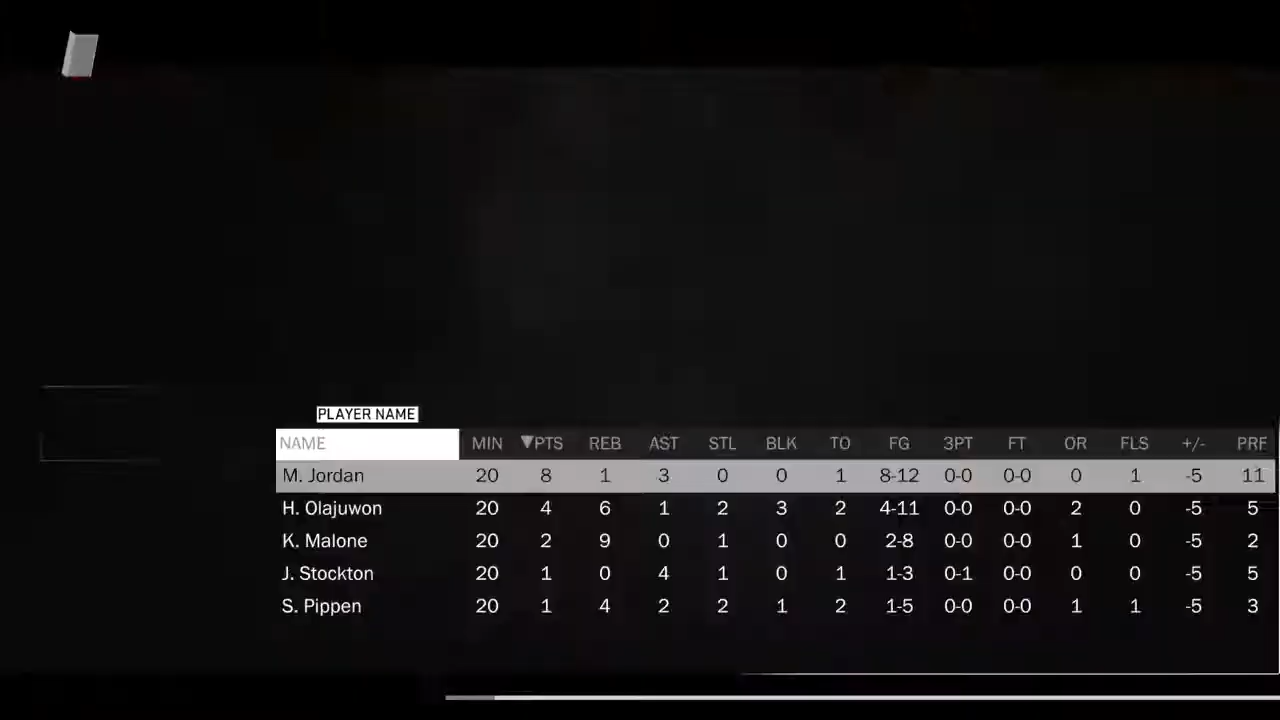 PLAYER NAME
NAME MIN ▼PTS REB AST STL BLK TO FG 3PT FT OR FLS +/- PRF
M. Jordan 20 8 1 3 0 0 1 8-12 0-0 0-0 0 1 -5 11
H. Olajuwon 20 4 6 1 2 3 2 4-11 0-0 0-0 2 0 -5 5
K. Malone 20 2 9 0 1 0 0 2-8 0-0 0-0 1 0 -5 2
J. Stockton 20 1 0 4 1 0 1 1-3 0-1 0-0 0 0 -5 5
S. Pippen 20 1 4 2 2 1 2 1-5 0-0 0-0 1 1 -5 3